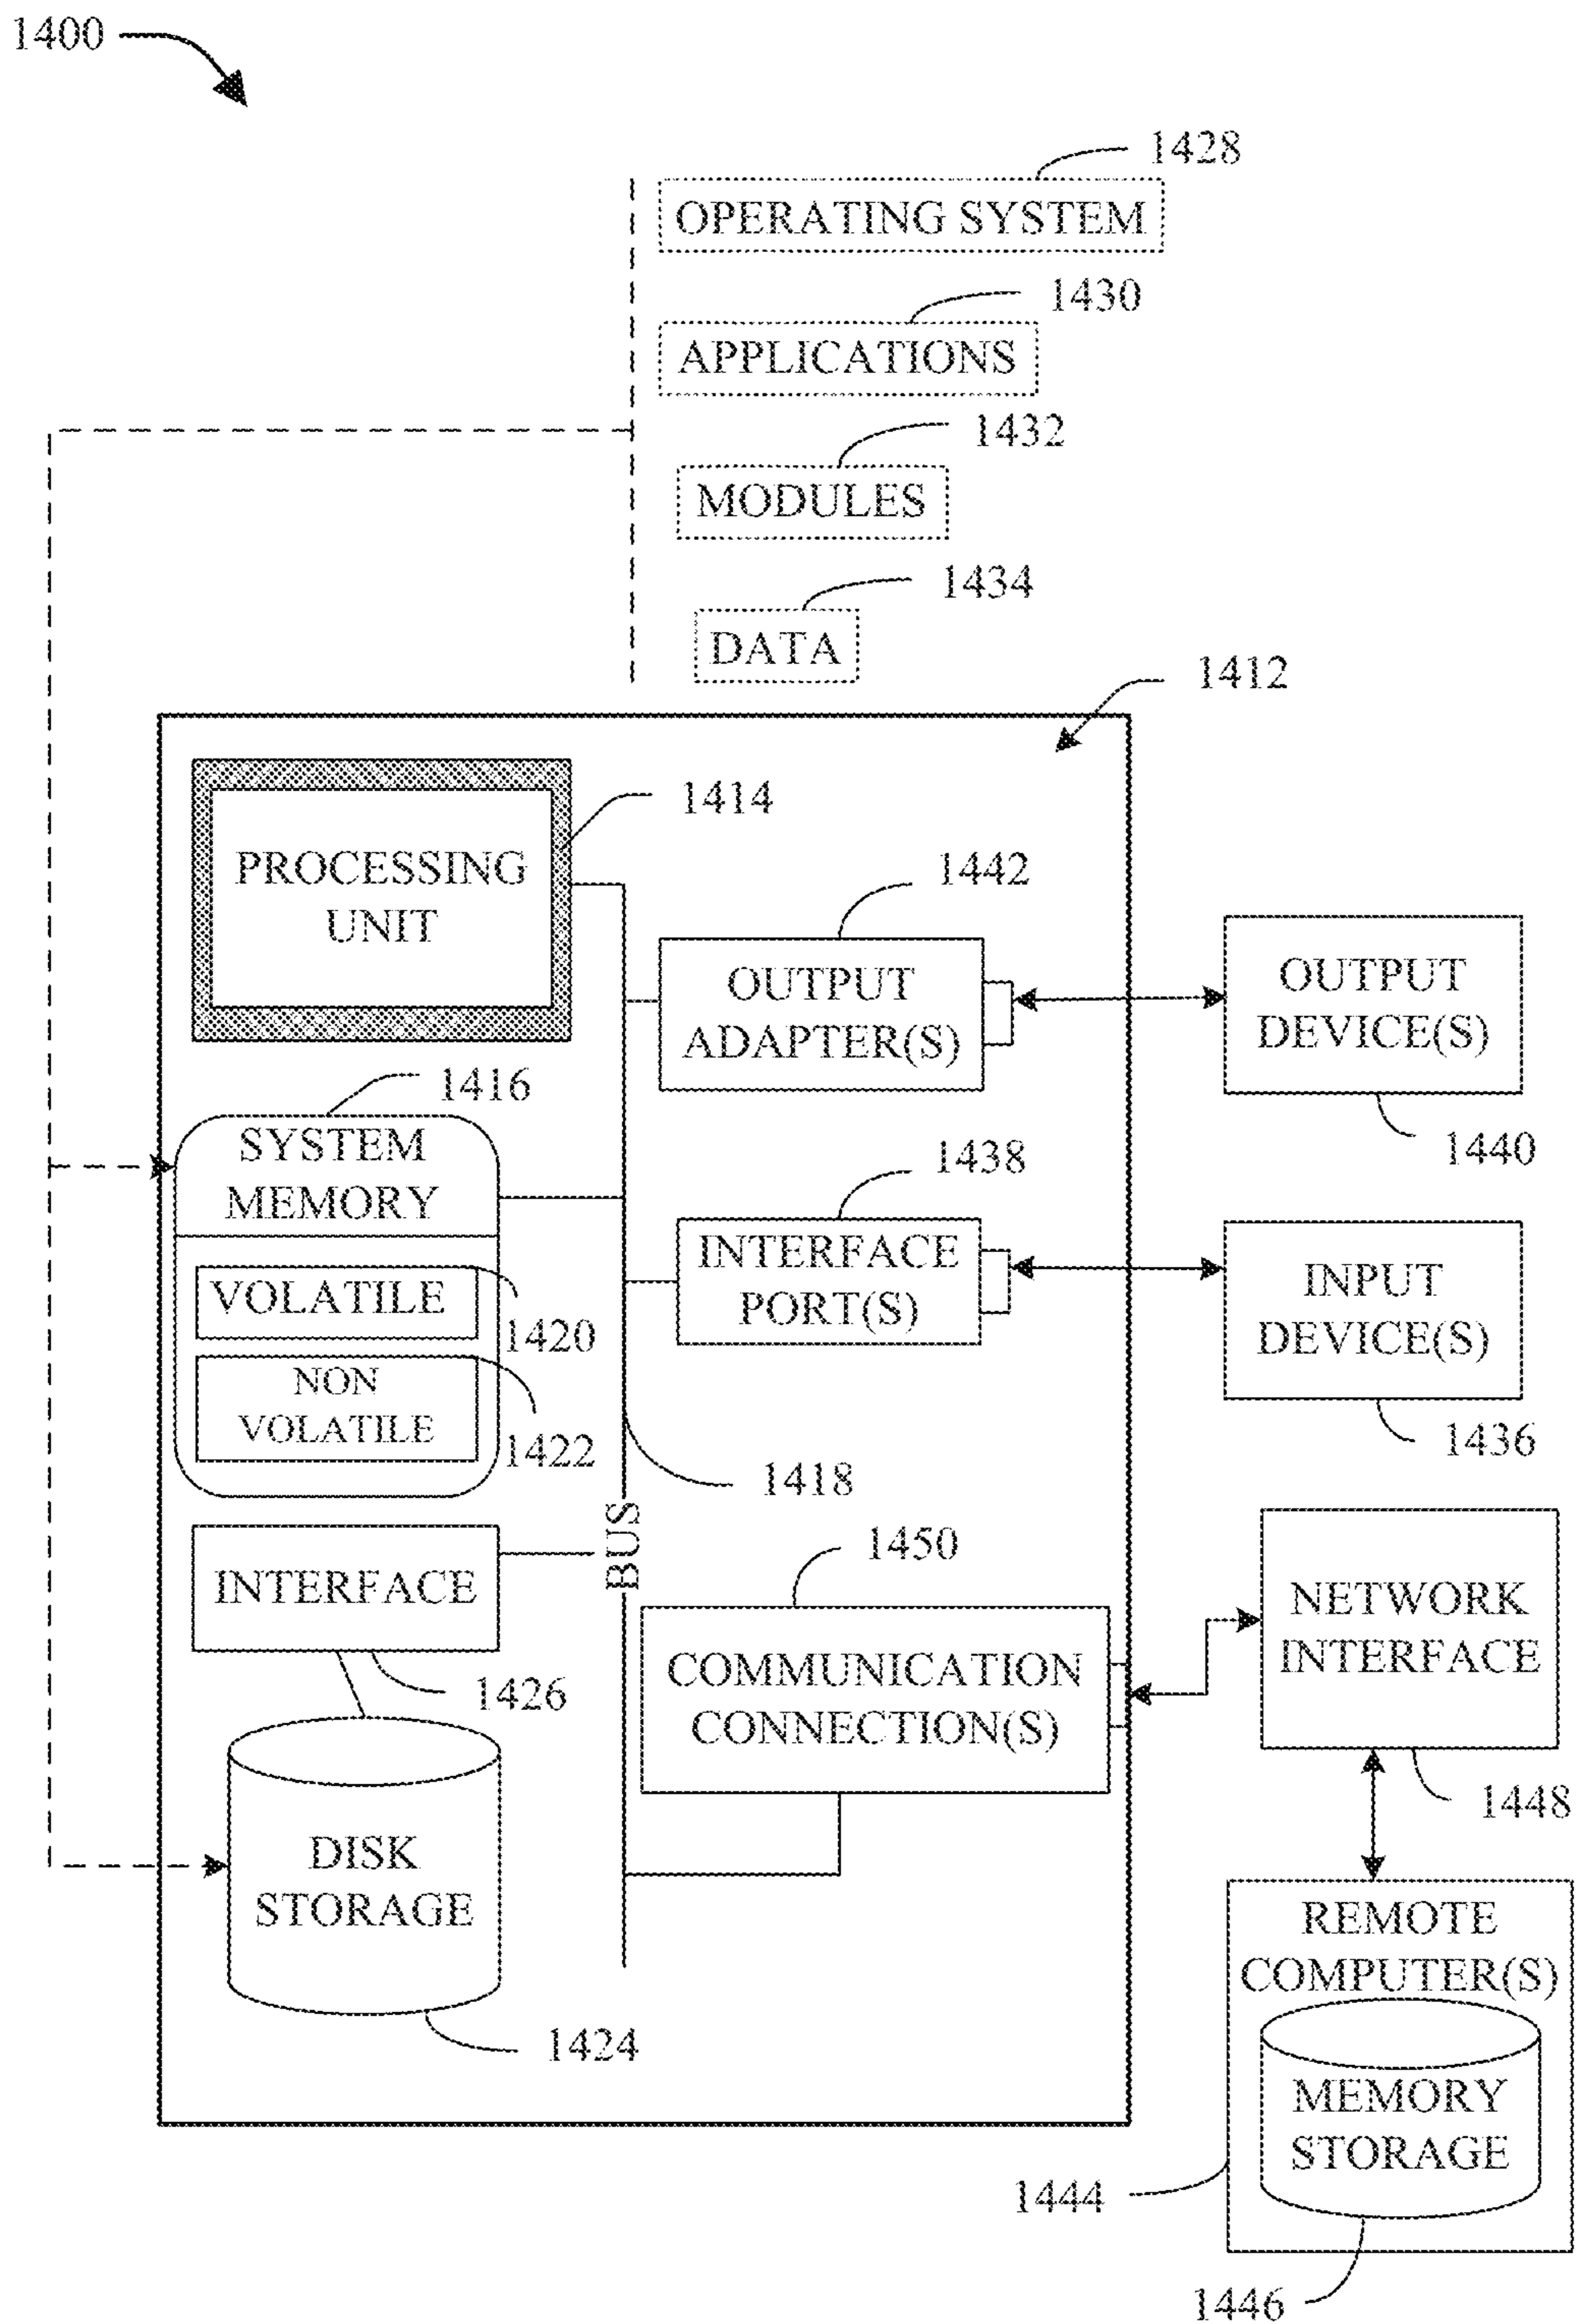 1400
1428
OPERATING SYSTEM
1430
APPLICATIONS
1432
MODULES
1434
DATA
1412
1414
PROCESSING
UNIT
1442
OUTPUT
ADAPTER(S)
OUTPUT
DEVICE(S)
1440
1416
SYSTEM
MEMORY
VOLATILE
1420
NON
VOLATILE
1422
1438
INTERFACE
PORT(S)
INPUT
DEVICE(S)
1436
1418
BUS
INTERFACE
1426
1450
COMMUNICATION
CONNECTION(S)
NETWORK
INTERFACE
1448
DISK
STORAGE
1424
REMOTE
COMPUTER(S)
MEMORY
STORAGE
1444
1446